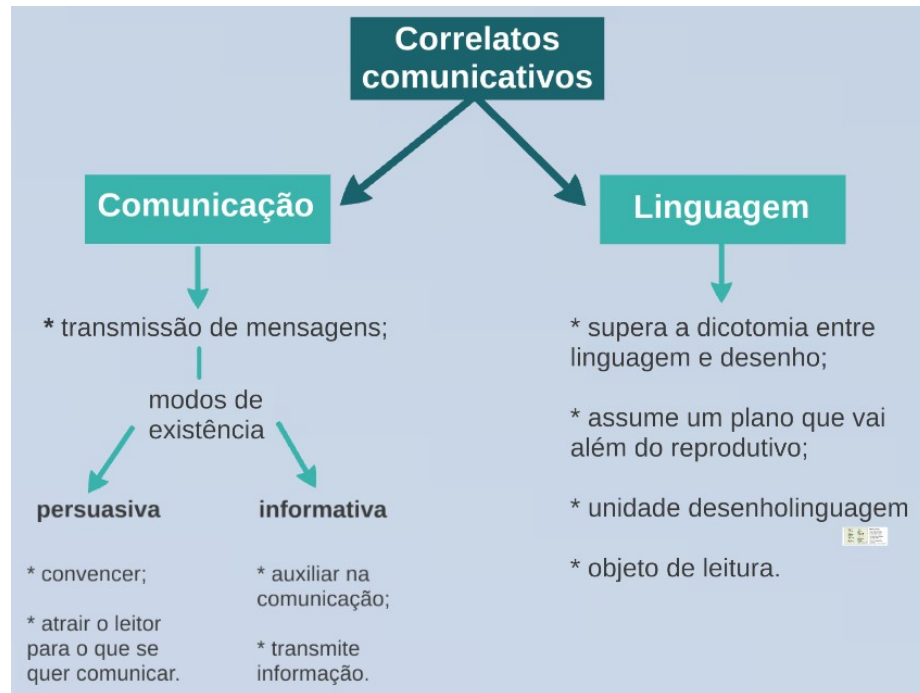 Correlatos
comunicativos
Comunicação
* transmissão de mensagens;
modos de
existência
persuasiva
* convencer;
* atrair o leitor
para o que se
quer comunicar.
informativa
* auxiliar na
comunicação;
* transmite
informação.
Linguagem
* supera a dicotomia entre
linguagem e desenho;
* assume um plano que vai
além do reprodutivo;
* unidade desenholinguagem
* objeto de leitura.